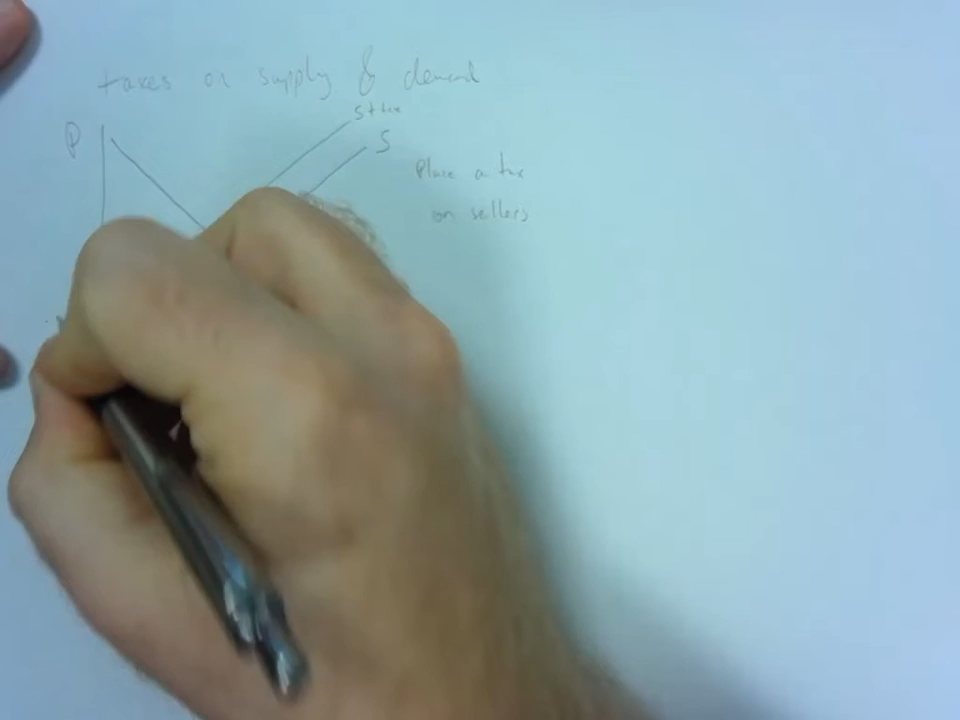 taxes on supply & demand
S+tax
P
S
Place a tax
on sellers